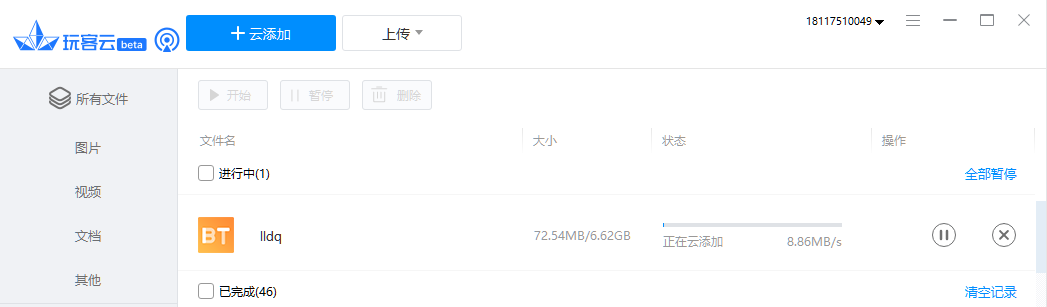 玩客云 beta
云添加
上传
18117510049
所有文件
图片
视频
文档
其他
开始
暂停
删除
文件名 大小 状态 操作
进行中(1) 全部暂停
BT lldq 72.54MB/6.62GB
正在云添加 8.86MB/s
已完成(46) 清空记录